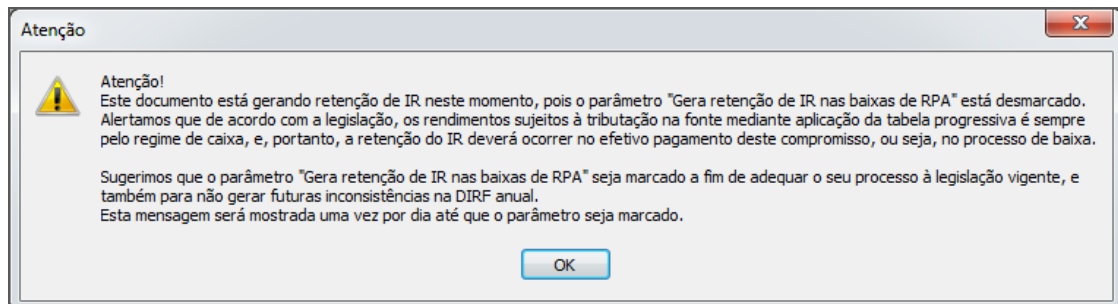 Atenção
Atenção!
Este documento está gerando retenção de IR neste momento, pois o parâmetro "Gera retenção de IR nas baixas de RPA" está desmarcado.
Alertamos que de acordo com a legislação, os rendimentos sujeitos à tributação na fonte mediante aplicação da tabela progressiva é sempre
pelo regime de caixa, e, portanto, a retenção do IR deverá ocorrer no efetivo pagamento deste compromisso, ou seja, no processo de baixa.
Sugerimos que o parâmetro "Gera retenção de IR nas baixas de RPA" seja marcado a fim de adequar o seu processo à legislação vigente, e
também para não gerar futuras inconsistências na DIRF anual.
Esta mensagem será mostrada uma vez por dia até que o parâmetro seja marcado.
OK